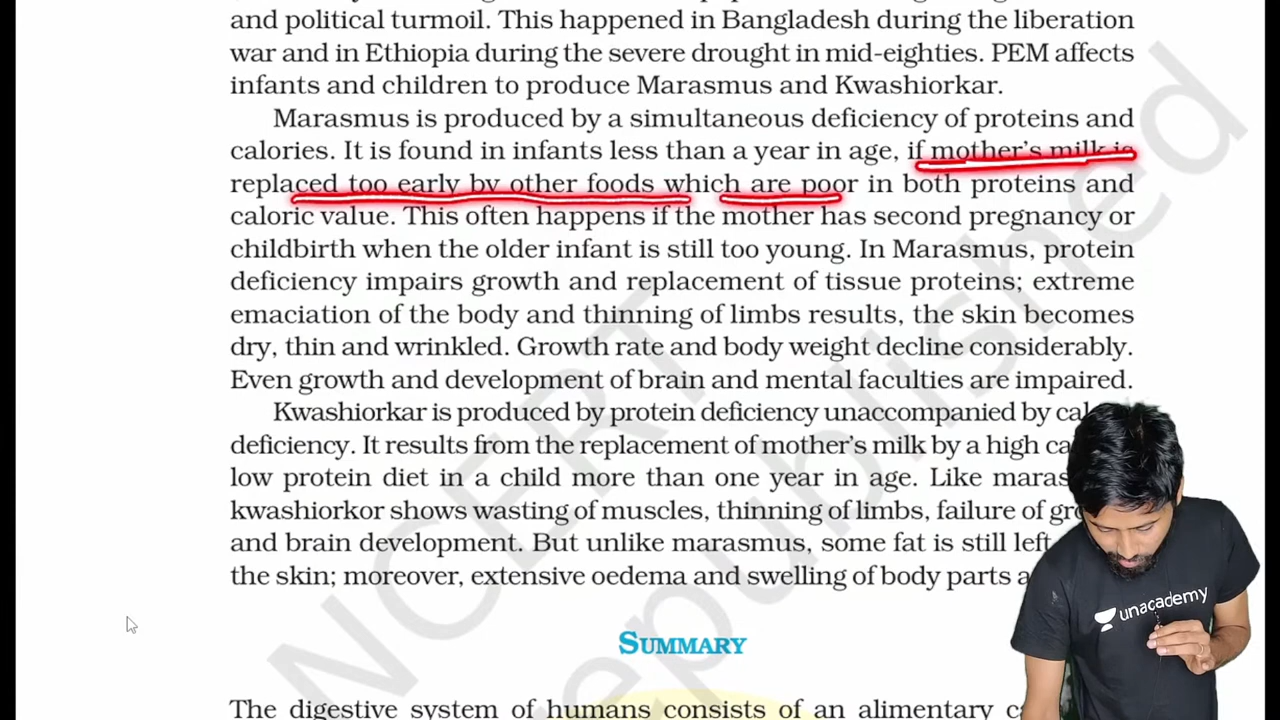 and political turmoil. This happened in Bangladesh during the liberation
war and in Ethiopia during the severe drought in mid-eighties. PEM affects
infants and children to produce Marasmus and Kwashiorkar.
Marasmus is produced by a simultaneous deficiency of proteins and
calories. It is found in infants less than a year in age, if mother's milk is
replaced too early by other foods which are poor in both proteins and
caloric value. This often happens if the mother has second pregnancy or
childbirth when the older infant is still too young. In Marasmus, protein
deficiency impairs growth and replacement of tissue proteins; extreme
emaciation of the body and thinning of limbs results, the skin becomes
dry, thin and wrinkled. Growth rate and body weight decline considerably.
Even growth and development of brain and mental faculties are impaired.
Kwashiorkar is produced by protein deficiency unaccompanied by
deficiency. It results from the replacement of mother's milk by a high
low protein diet in a child more than one year in age. Like
kwashiorkor shows wasting of muscles, thinning of limbs, failure of
and brain development. But unlike marasmus, some fat is still left
the skin; moreover, extensive oedema and swelling of body parts
unacademy
SUMMARY
The digestive system of humans consists of an alimentary
NCERT
republished